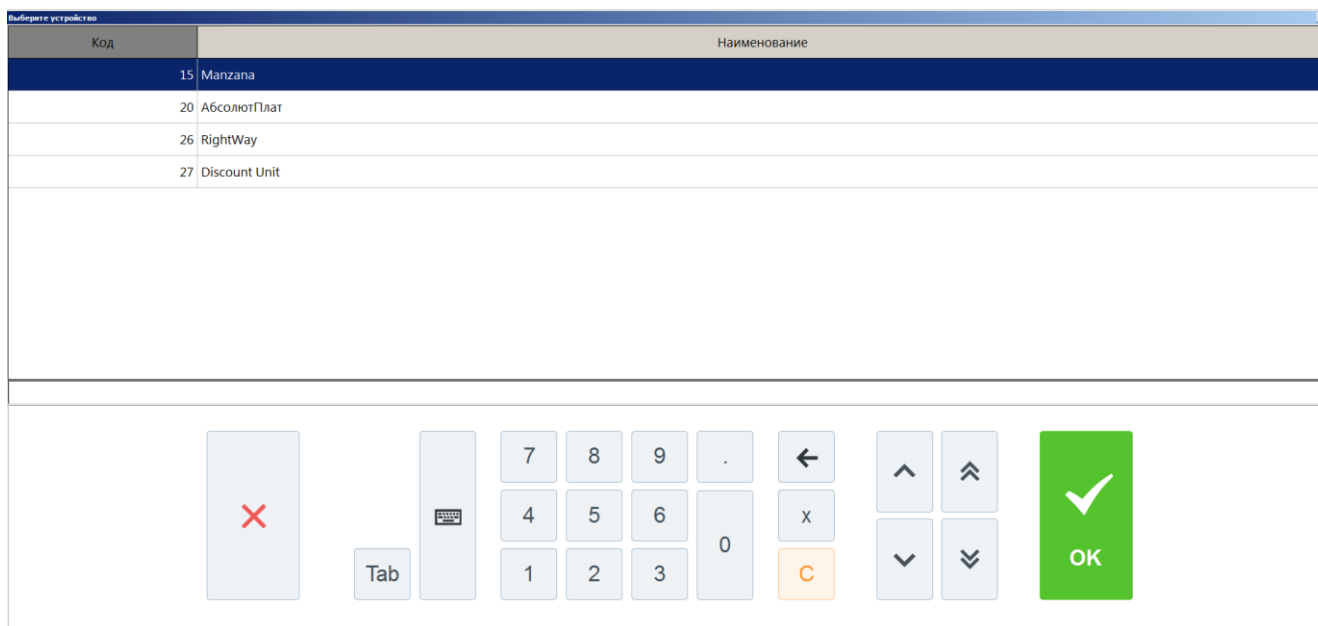 Выберите устройство
Код Наименование
15 Manzana
20 АбсолютПлат
26 RightWay
27 Discount Unit
7 8 9 .
4 5 6 x
0
OK
Tab 1 2 3 C